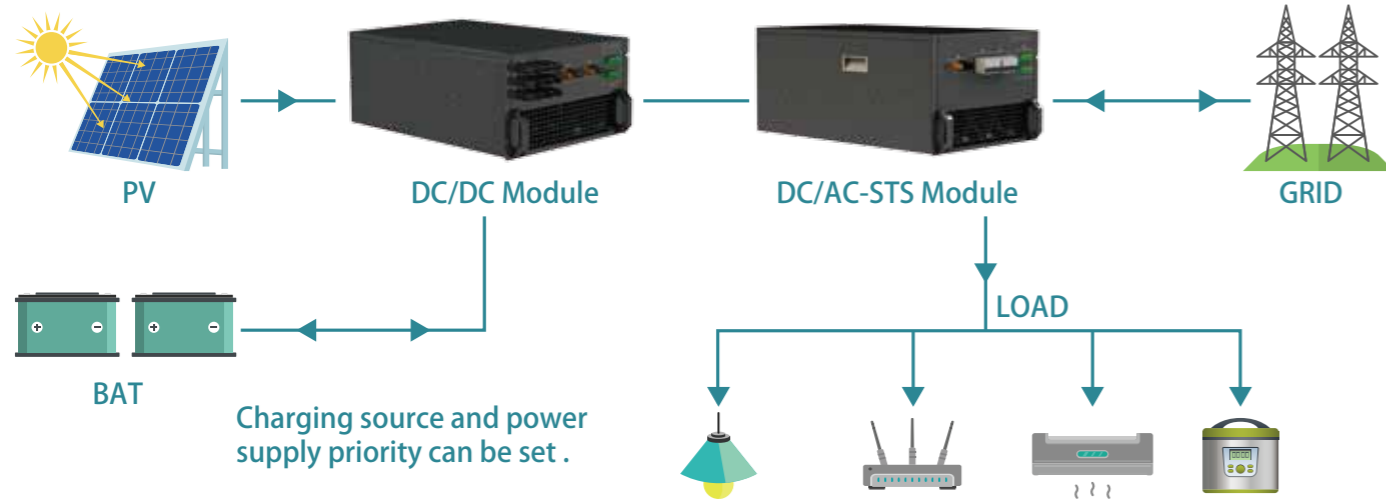 PV
DC/DC Module
DC/AC-STS Module
GRID
LOAD
BAT
Charging source and power
supply priority can be set .